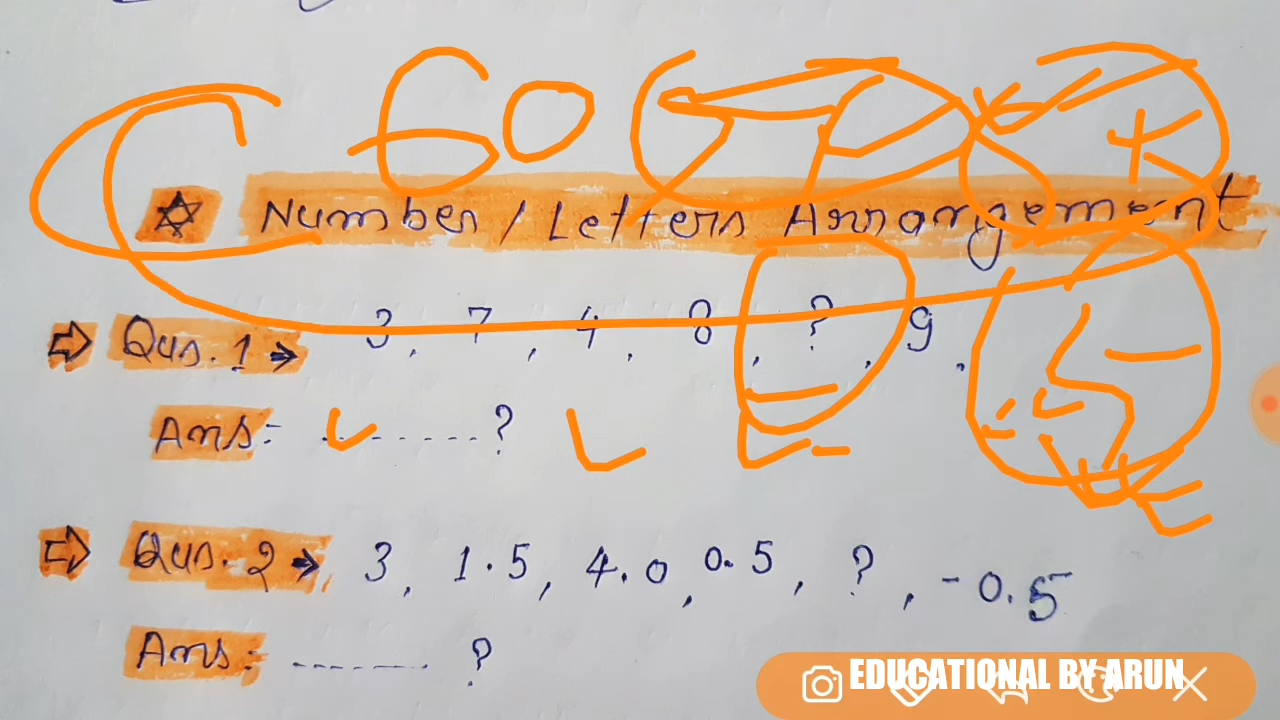 60
Number / Letters Arrangement
Qus. 1 → 3, 7, 4, 8, ?, 9,
Ans:- ........ ?
Qus. 2 → 3, 1.5, 4.0, 0.5, ?, -0.5
Ans:- ........ ?
EDUCATIONAL BY ARUN